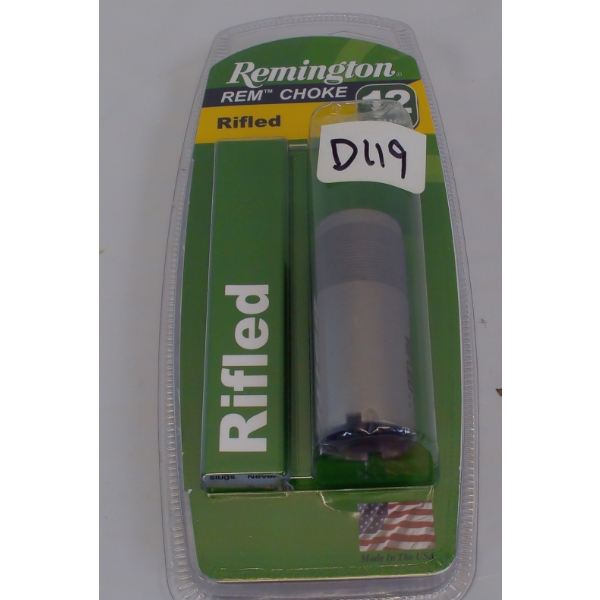 Remington®
REM™ CHOKE
12
Rifled
D119
Rifled
Slugs
Made In The USA